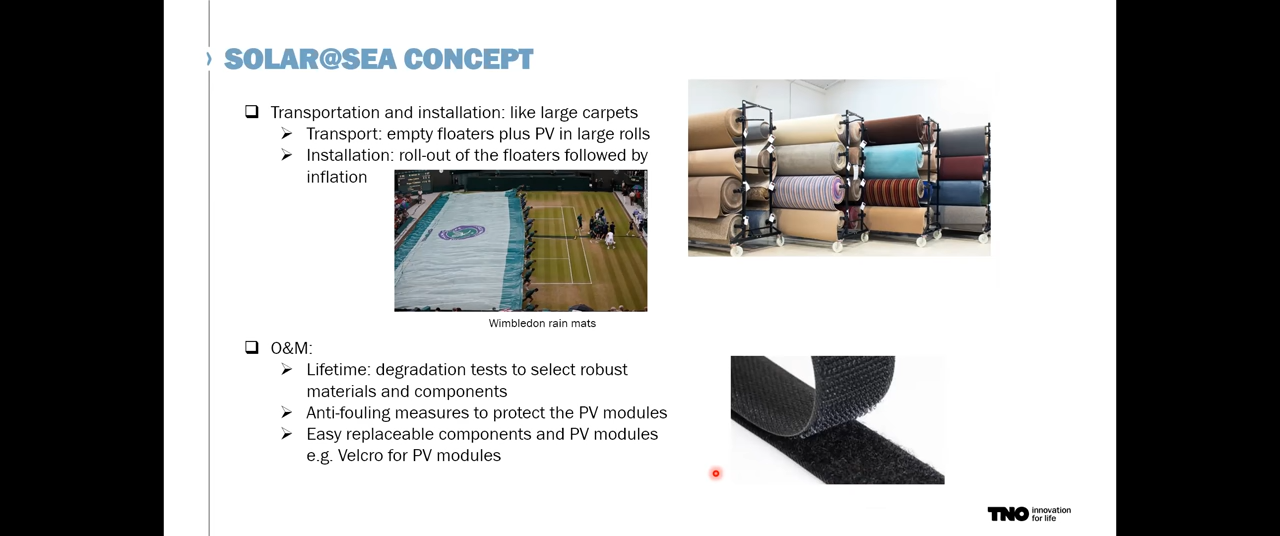 SOLAR@SEA CONCEPT
Transportation and installation: like large carpets
Transport: empty floaters plus PV in large rolls
Installation: roll-out of the floaters followed by
inflation
Wimbledon rain mats
O&M:
Lifetime: degradation tests to select robust
materials and components
Anti-fouling measures to protect the PV modules
Easy replaceable components and PV modules
e.g. Velcro for PV modules
TNO innovation
for life